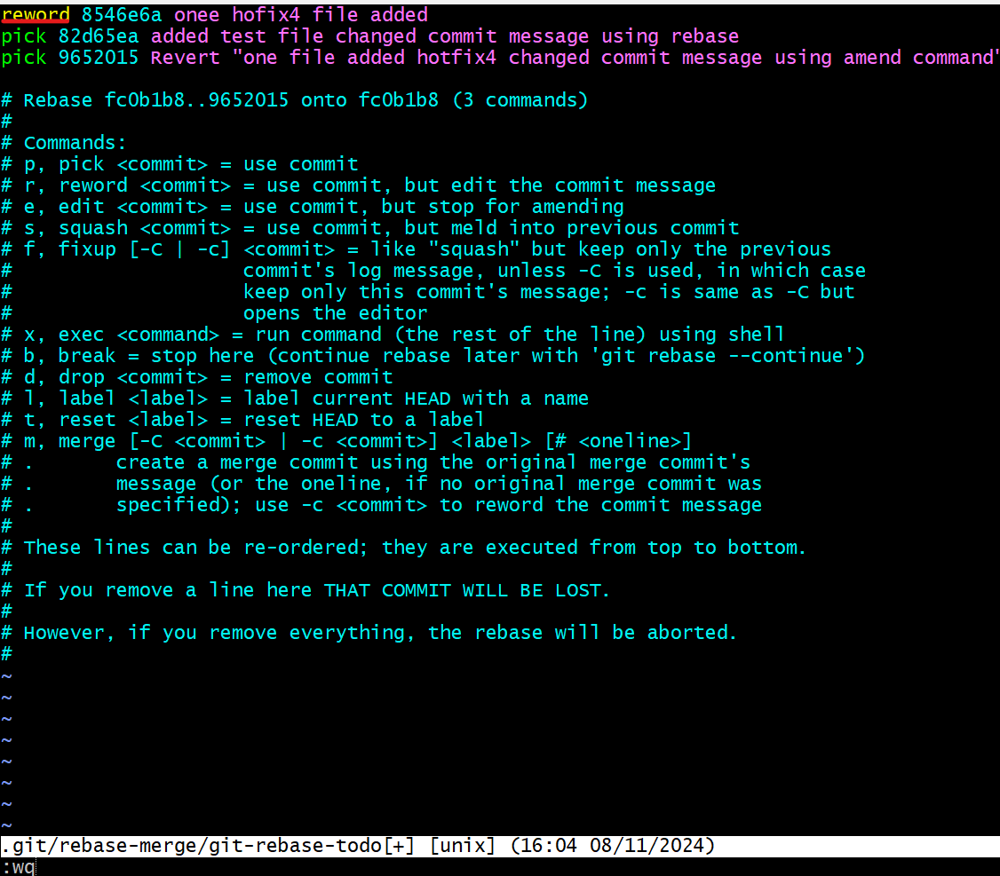 reword 8546e6a onee hofix4 file added
pick 82d65ea added test file changed commit message using rebase
pick 9652015 Revert "one file added hotfix4 changed commit message using amend command"

# Rebase fc0b1b8..9652015 onto fc0b1b8 (3 commands)
#
# Commands:
# p, pick <commit> = use commit
# r, reword <commit> = use commit, but edit the commit message
# e, edit <commit> = use commit, but stop for amending
# s, squash <commit> = use commit, but meld into previous commit
# f, fixup [-C | -c] <commit> = like "squash" but keep only the previous
#                    commit's log message, unless -C is used, in which case
#                    keep only this commit's message; -c is same as -C but
#                    opens the editor
# x, exec <command> = run command (the rest of the line) using shell
# b, break = stop here (continue rebase later with 'git rebase --continue')
# d, drop <commit> = remove commit
# l, label <label> = label current HEAD with a name
# t, reset <label> = reset HEAD to a label
# m, merge [-C <commit> | -c <commit>] <label> [# <oneline>]
# .       create a merge commit using the original merge commit's
# .       message (or the oneline, if no original merge commit was
# .       specified); use -c <commit> to reword the commit message
#
# These lines can be re-ordered; they are executed from top to bottom.
#
# If you remove a line here THAT COMMIT WILL BE LOST.
#
# However, if you remove everything, the rebase will be aborted.
#
~
~
~
~
~
~
~
~
.git/rebase-merge/git-rebase-todo[+] [unix] (16:04 08/11/2024)
:wq